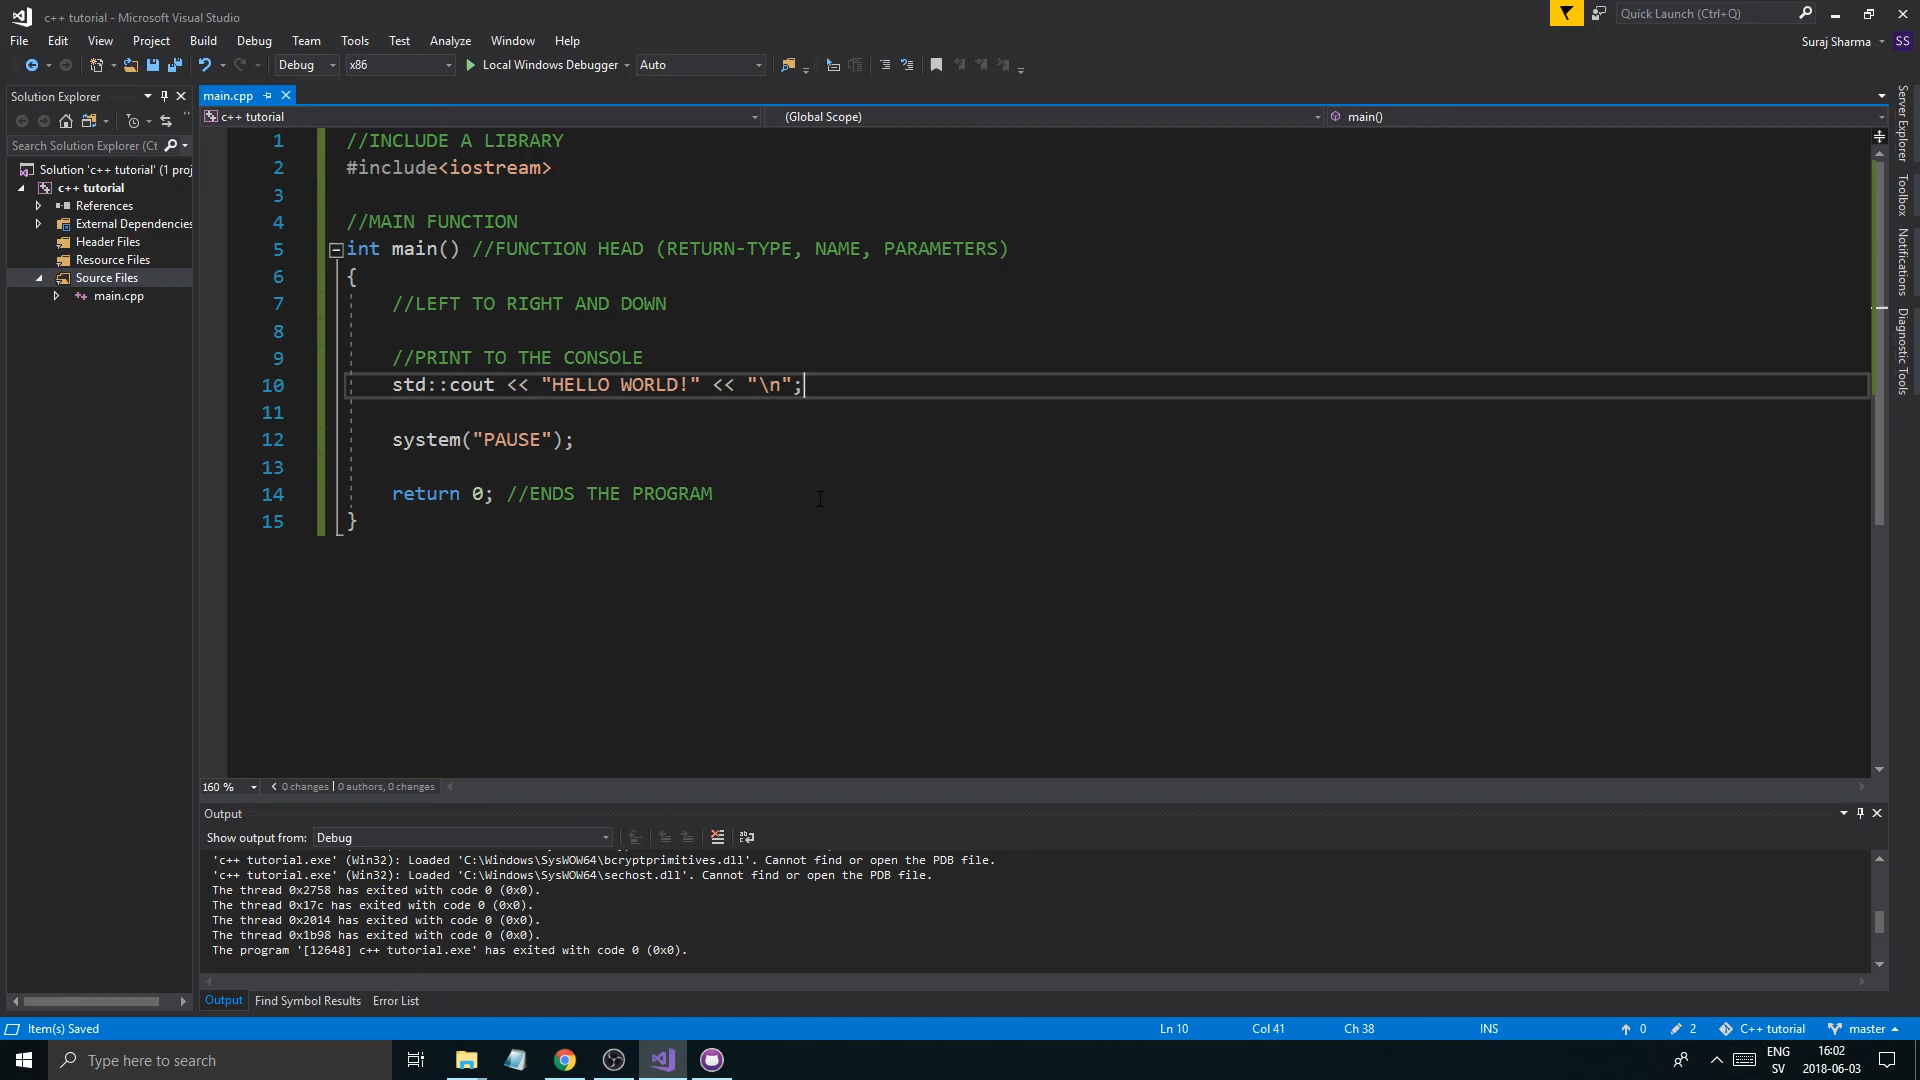 c++ tutorial - Microsoft Visual Studio
Quick Launch (Ctrl+Q)
File Edit View Project Build Debug Team Tools Test Analyze Window Help
Suraj Sharma SS
Debug x86 Local Windows Debugger Auto
Solution Explorer
Search Solution Explorer (Ct
Solution 'c++ tutorial' (1 proj
c++ tutorial
References
External Dependencies
Header Files
Resource Files
Source Files
main.cpp
main.cpp
c++ tutorial (Global Scope) main()
1 //INCLUDE A LIBRARY
2 #include<iostream>
3
4 //MAIN FUNCTION
5 int main() //FUNCTION HEAD (RETURN-TYPE, NAME, PARAMETERS)
6 {
7 //LEFT TO RIGHT AND DOWN
8
9 //PRINT TO THE CONSOLE
10 std::cout << "HELLO WORLD!" << "\n";
11
12 system("PAUSE");
13
14 return 0; //ENDS THE PROGRAM
15 }
Server Explorer
Toolbox
Notifications
Diagnostic Tools
160 % 0 changes | 0 authors, 0 changes
Output
Show output from: Debug
'c++ tutorial.exe' (Win32): Loaded 'C:\Windows\SysWOW64\bcryptprimitives.dll'. Cannot find or open the PDB file.
'c++ tutorial.exe' (Win32): Loaded 'C:\Windows\SysWOW64\sechost.dll'. Cannot find or open the PDB file.
The thread 0x2758 has exited with code 0 (0x0).
The thread 0x17c has exited with code 0 (0x0).
The thread 0x2014 has exited with code 0 (0x0).
The thread 0x1b98 has exited with code 0 (0x0).
The program '[12648] c++ tutorial.exe' has exited with code 0 (0x0).
Output Find Symbol Results Error List
Item(s) Saved Ln 10 Col 41 Ch 38 INS 0 2 C++ tutorial master
Type here to search
ENG 16:02
SV 2018-06-03